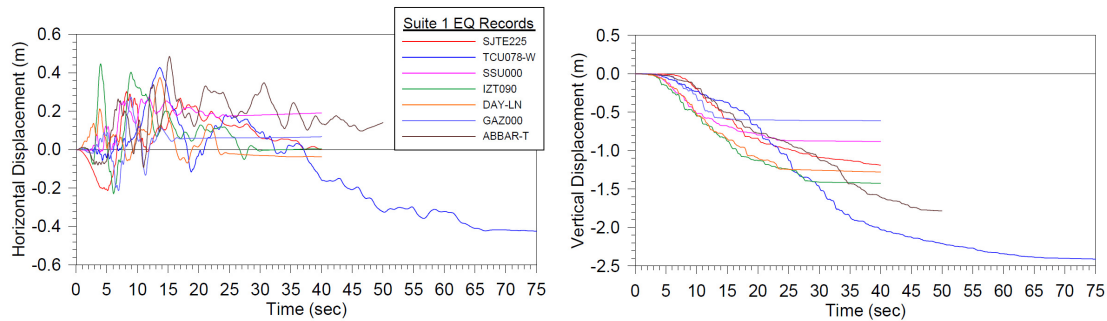 Horizontal Displacement (m)
0.6
0.4
0.2
0.0
-0.2
-0.4
-0.6
0 5 10 15 20 25 30 35 40 45 50 55 60 65 70 75
Time (sec)
Suite 1 EQ Records
SJTE225
TCU078-W
SSU000
IZT090
DAY-LN
GAZ000
ABBAR-T
Vertical Displacement (m)
0.5
0.0
-0.5
-1.0
-1.5
-2.0
-2.5
0 5 10 15 20 25 30 35 40 45 50 55 60 65 70 75
Time (sec)